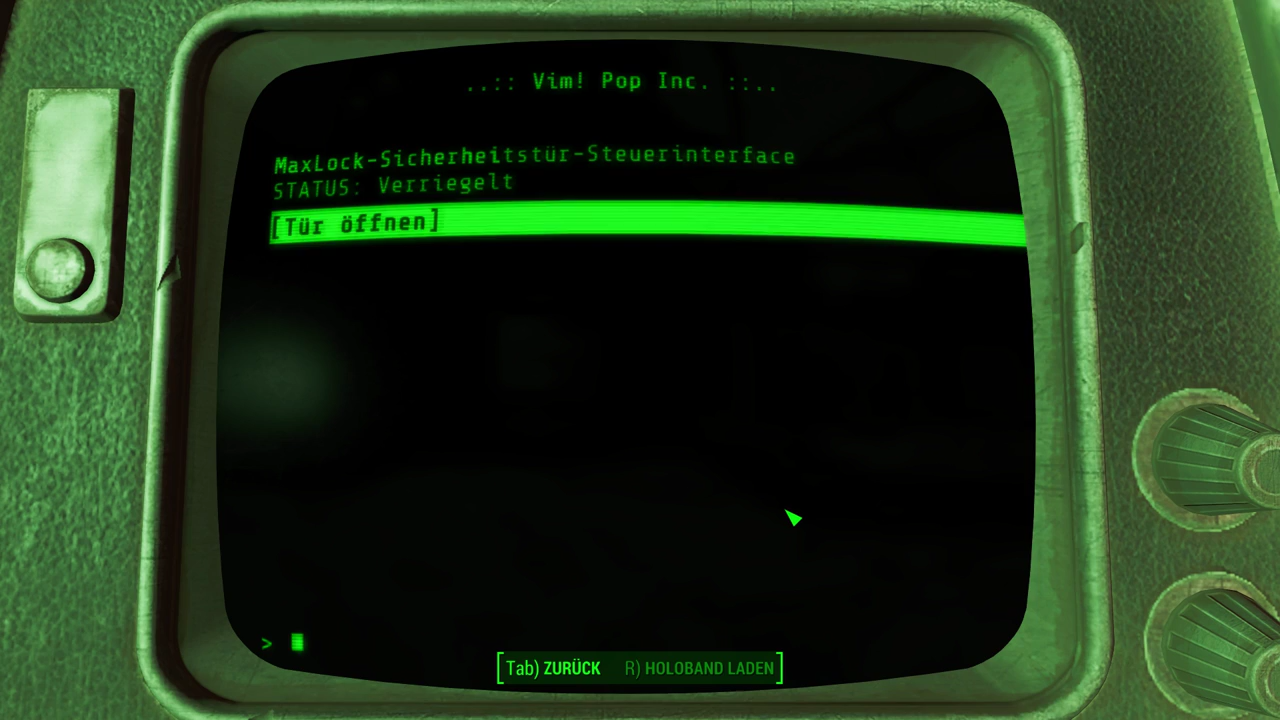 ..:: Vim! Pop Inc. ::..
MaxLock-Sicherheitstür-Steuerinterface
STATUS: Verriegelt
[Tür öffnen]
>
Tab) ZURÜCK R) HOLOBAND LADEN